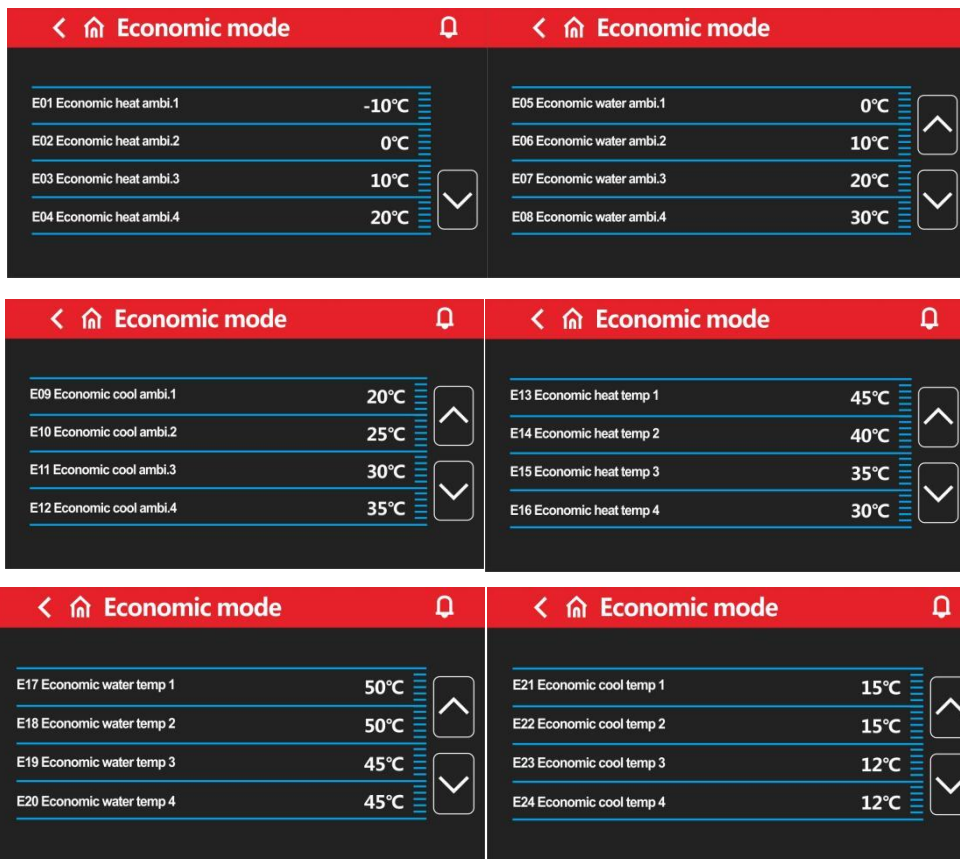 Economic mode
E01 Economic heat ambi.1 -10℃
E02 Economic heat ambi.2 0℃
E03 Economic heat ambi.3 10℃
E04 Economic heat ambi.4 20℃
Economic mode
E05 Economic water ambi.1 0℃
E06 Economic water ambi.2 10℃
E07 Economic water ambi.3 20℃
E08 Economic water ambi.4 30℃
Economic mode
E09 Economic cool ambi.1 20℃
E10 Economic cool ambi.2 25℃
E11 Economic cool ambi.3 30℃
E12 Economic cool ambi.4 35℃
Economic mode
E13 Economic heat temp 1 45℃
E14 Economic heat temp 2 40℃
E15 Economic heat temp 3 35℃
E16 Economic heat temp 4 30℃
Economic mode
E17 Economic water temp 1 50℃
E18 Economic water temp 2 50℃
E19 Economic water temp 3 45℃
E20 Economic water temp 4 45℃
Economic mode
E21 Economic cool temp 1 15℃
E22 Economic cool temp 2 15℃
E23 Economic cool temp 3 12℃
E24 Economic cool temp 4 12℃